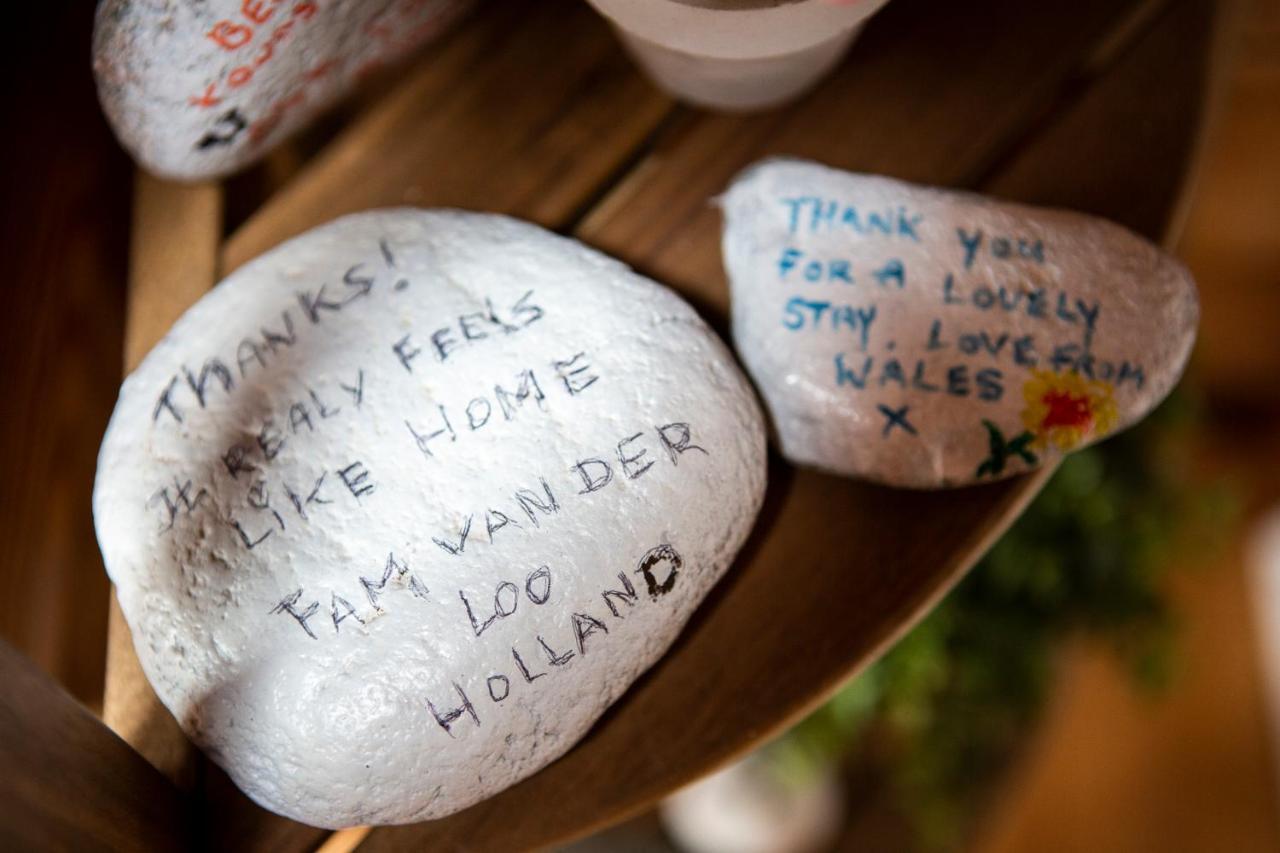 THANKS!
It REALY FEELS
LIKE HOME
FAM VAN DER
LOO
HOLLAND
THANK you
FOR A LOVELY
STAY. LOVE FROM
WALES
X